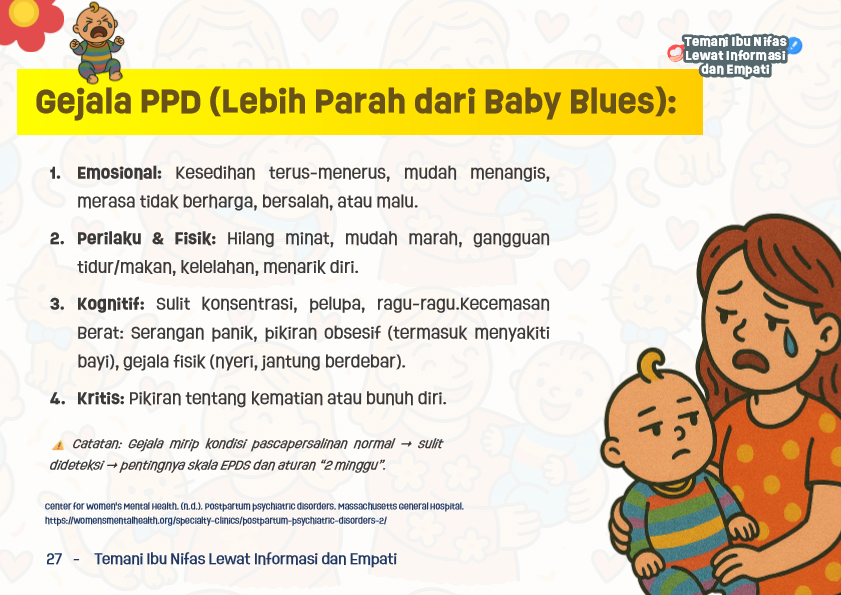 Temani Ibu Nifas
Lewat Informasi
dan Empati
Gejala PPD (Lebih Parah dari Baby Blues):
1. Emosional: Kesedihan terus-menerus, mudah menangis,
merasa tidak berharga, bersalah, atau malu.
2. Perilaku & Fisik: Hilang minat, mudah marah, gangguan
tidur/makan, kelelahan, menarik diri.
3. Kognitif: Sulit konsentrasi, pelupa, ragu-ragu.Kecemasan
Berat: Serangan panik, pikiran obsesif (termasuk menyakiti
bayi), gejala fisik (nyeri, jantung berdebar).
4. Kritis: Pikiran tentang kematian atau bunuh diri.
⚠️ Catatan: Gejala mirip kondisi pascapersalinan normal → sulit
dideteksi → pentingnya skala EPDS dan aturan “2 minggu”.
Center for Women's Mental Health. (n.d.). Postpartum psychiatric disorders. Massachusetts General Hospital.
https://womensmentalhealth.org/specialty-clinics/postpartum-psychiatric-disorders-2/
27 - Temani Ibu Nifas Lewat Informasi dan Empati